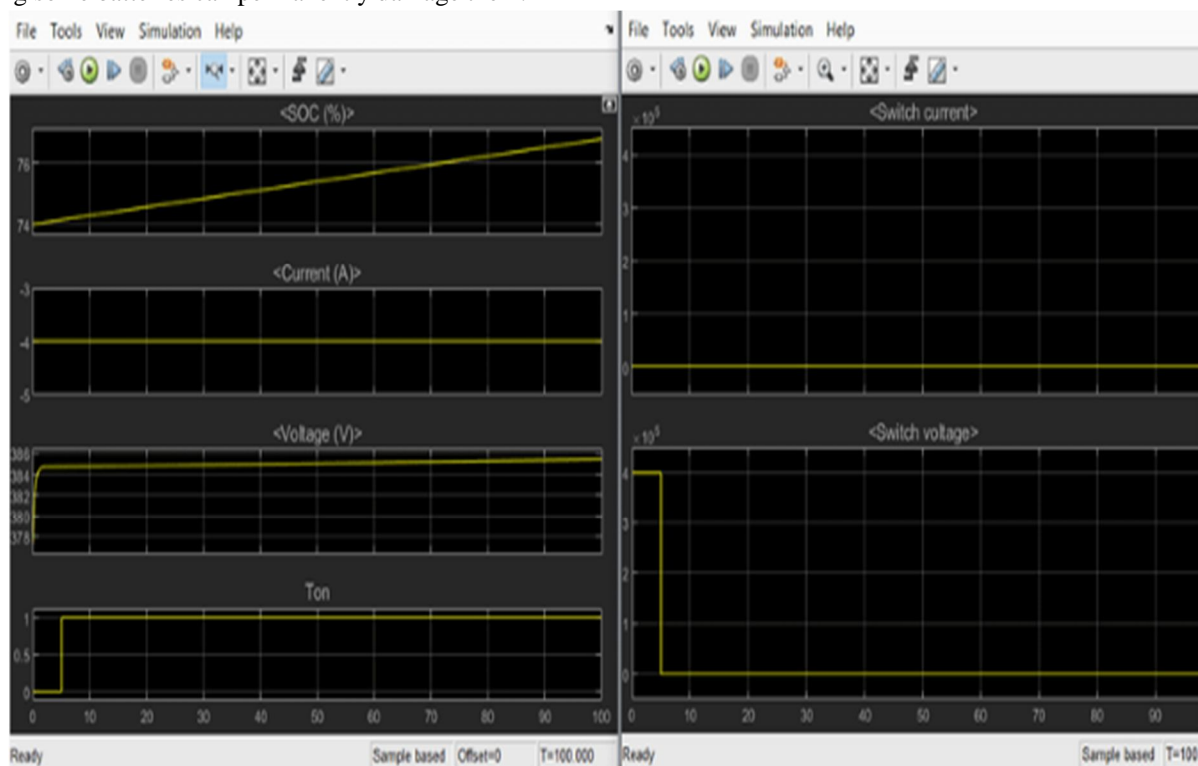 File Tools View Simulation Help
<SOC (%)>
76
74
<Current (A)>
-3
-4
-5
<Voltage (V)>
386
384
382
380
378
Ton
1
0.5
0
0 10 20 30 40 50 60 70 80 90 100
Ready Sample based Offset=0 T=100.000
File Tools View Simulation Help
<Switch current>
4
3
2
1
0
<Switch voltage>
4
3
2
1
0
0 10 20 30 40 50 60 70 80 90
Ready Sample based T=100